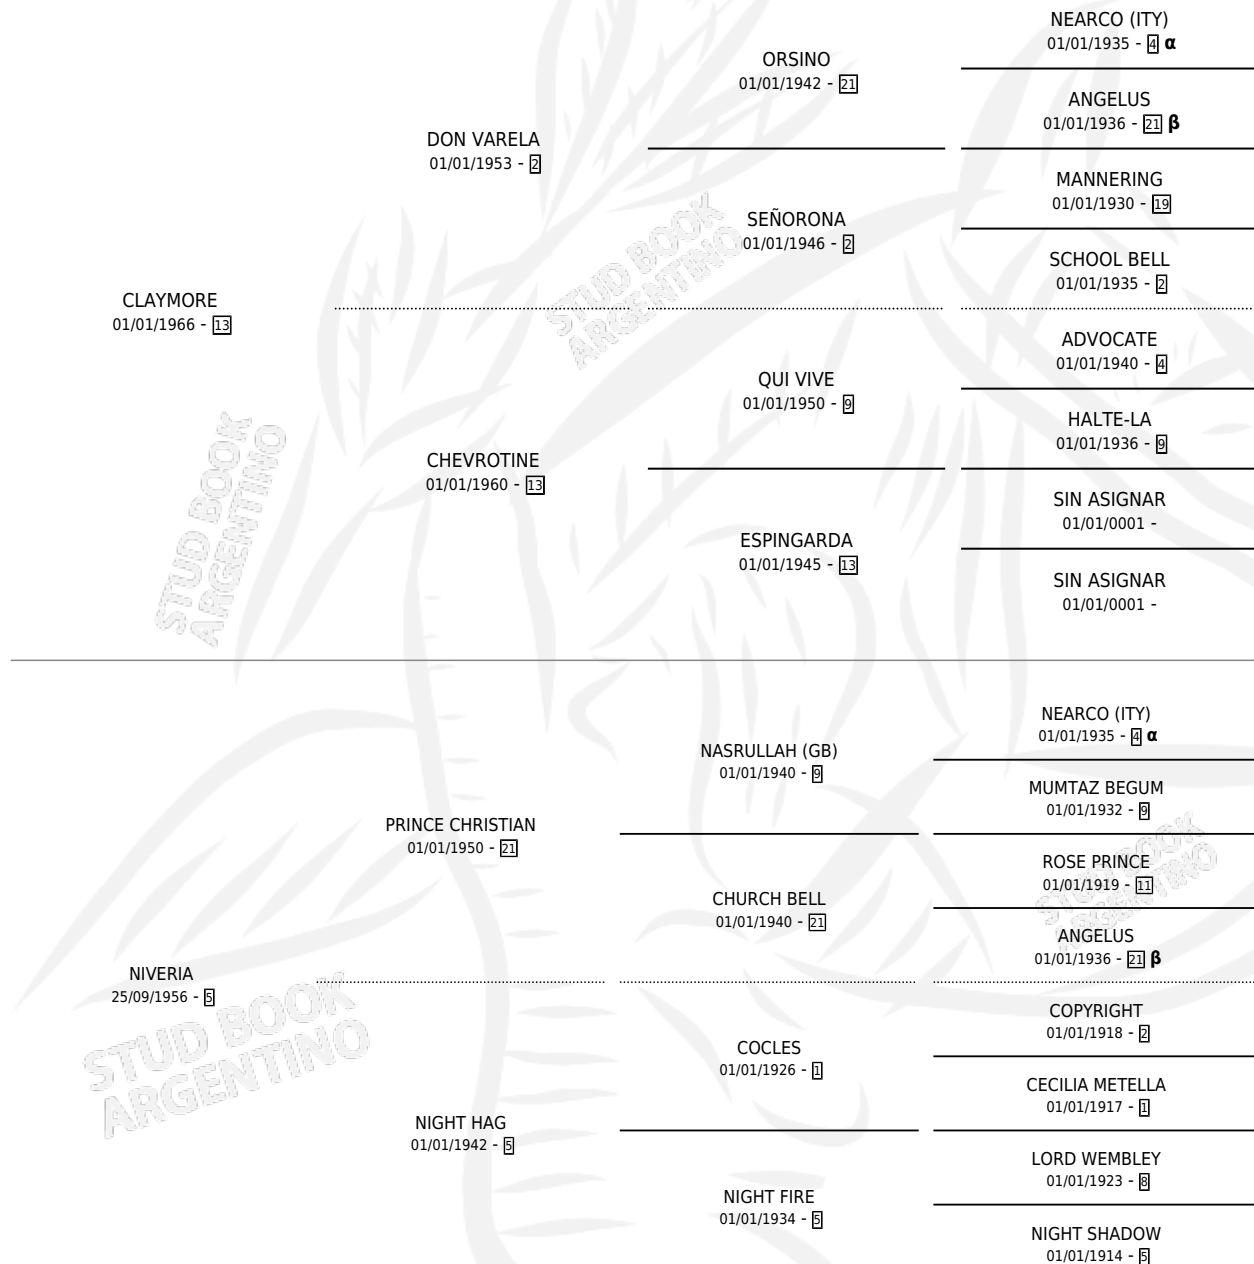 NEARCO (ITY)
01/01/1935 - 4 α
ORSINO
01/01/1942 - 21
ANGELUS
01/01/1936 - 21 β
DON VARELA
01/01/1953 - 2
MANNERING
01/01/1930 - 19
SEÑORONA
01/01/1946 - 2
SCHOOL BELL
01/01/1935 - 2
CLAYMORE
01/01/1966 - 13
ADVOCATE
01/01/1940 - 4
QUI VIVE
01/01/1950 - 9
HALTE-LA
01/01/1936 - 9
CHEVROTINE
01/01/1960 - 13
SIN ASIGNAR
01/01/0001 -
ESPINGARDA
01/01/1945 - 13
SIN ASIGNAR
01/01/0001 -
NEARCO (ITY)
01/01/1935 - 4 α
NASRULLAH (GB)
01/01/1940 - 9
MUMTAZ BEGUM
01/01/1932 - 9
PRINCE CHRISTIAN
01/01/1950 - 21
ROSE PRINCE
01/01/1919 - 11
CHURCH BELL
01/01/1940 - 21
ANGELUS
01/01/1936 - 21 β
NIVERIA
25/09/1956 - 5
COPYRIGHT
01/01/1918 - 2
COCLES
01/01/1926 - 1
CECILIA METELLA
01/01/1917 - 1
NIGHT HAG
01/01/1942 - 5
LORD WEMBLEY
01/01/1923 - 8
NIGHT FIRE
01/01/1934 - 5
NIGHT SHADOW
01/01/1914 - 5
STUD BOOK
ARGENTINO
STUD BOOK
ARGENTINO
STUD BOOK
ARGENTINO
STUD BOOK
ARGENTINO